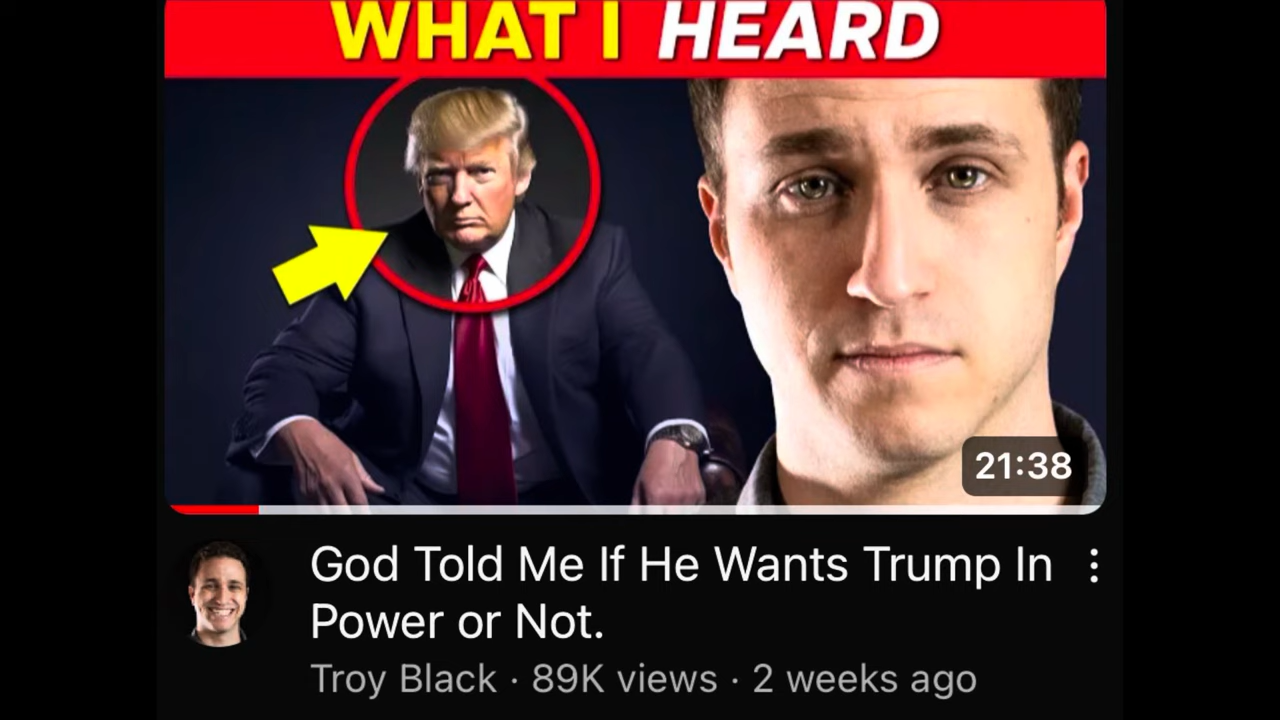 WHAT I HEARD
21:38
God Told Me If He Wants Trump In
Power or Not.
Troy Black · 89K views · 2 weeks ago